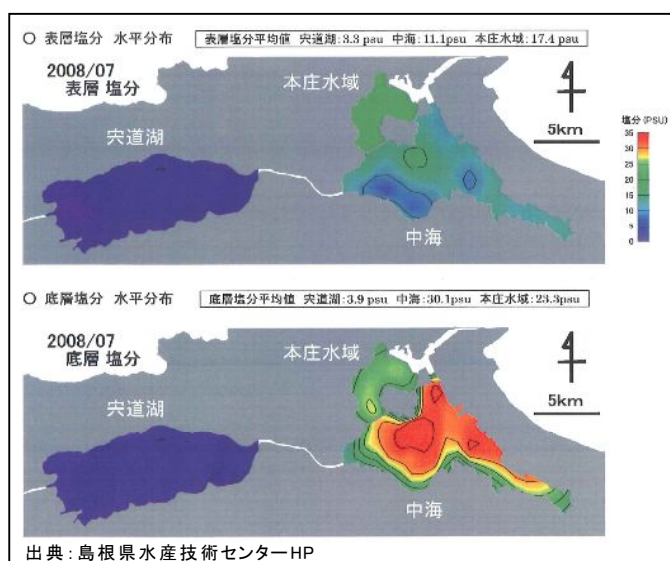 ○ 表層塩分 水平分布 表層塩分平均値 宍道湖:3.3 psu 中海:11.1psu 本庄水域:17.4 psu
2008/07
表層 塩分
本庄水域
宍道湖
中海
4
5km
塩分(PSU)
35
30
25
20
15
10
5
0
○ 底層塩分 水平分布 底層塩分平均値 宍道湖:3.9 psu 中海:30.1psu 本庄水域:23.3psu
2008/07
底層 塩分
本庄水域
宍道湖
中海
4
5km
出典:島根県水産技術センターHP